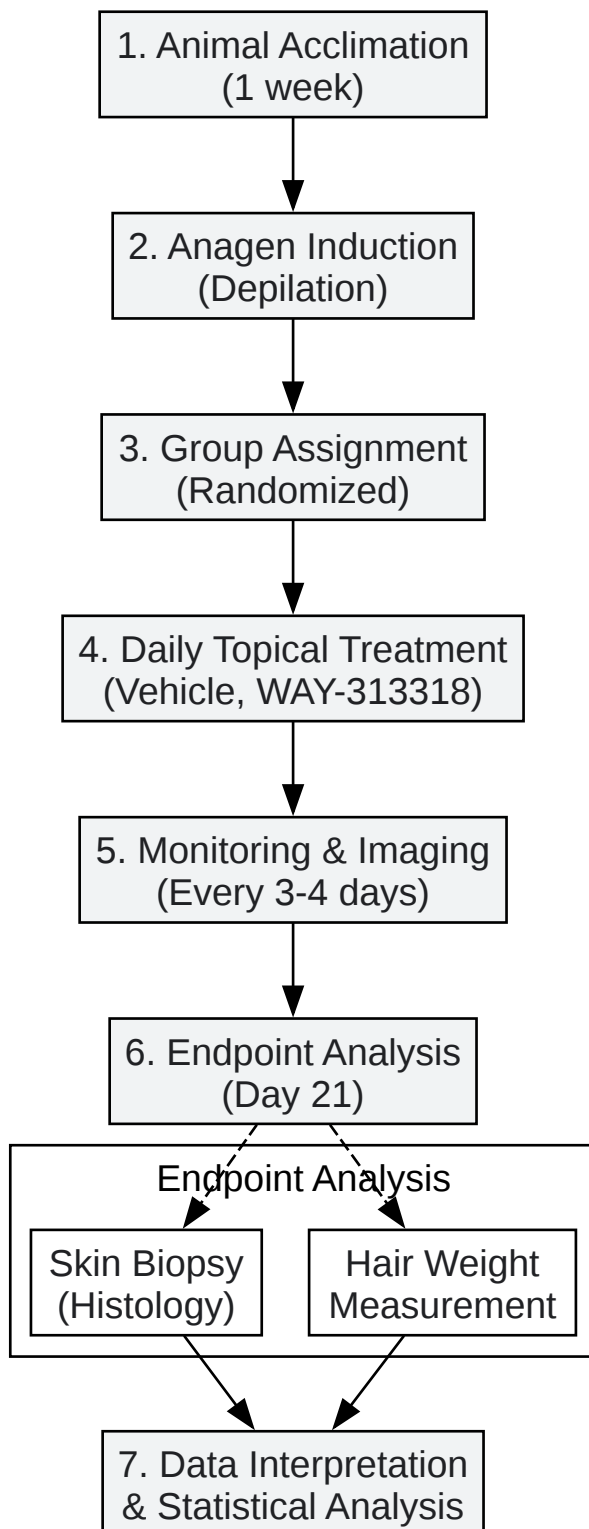 1. Animal Acclimation
(1 week)
2. Anagen Induction
(Depilation)
3. Group Assignment
(Randomized)
4. Daily Topical Treatment
(Vehicle, WAY-313318)
5. Monitoring & Imaging
(Every 3-4 days)
6. Endpoint Analysis
(Day 21)
Endpoint Analysis
Skin Biopsy
(Histology)
Hair Weight
Measurement
7. Data Interpretation
& Statistical Analysis